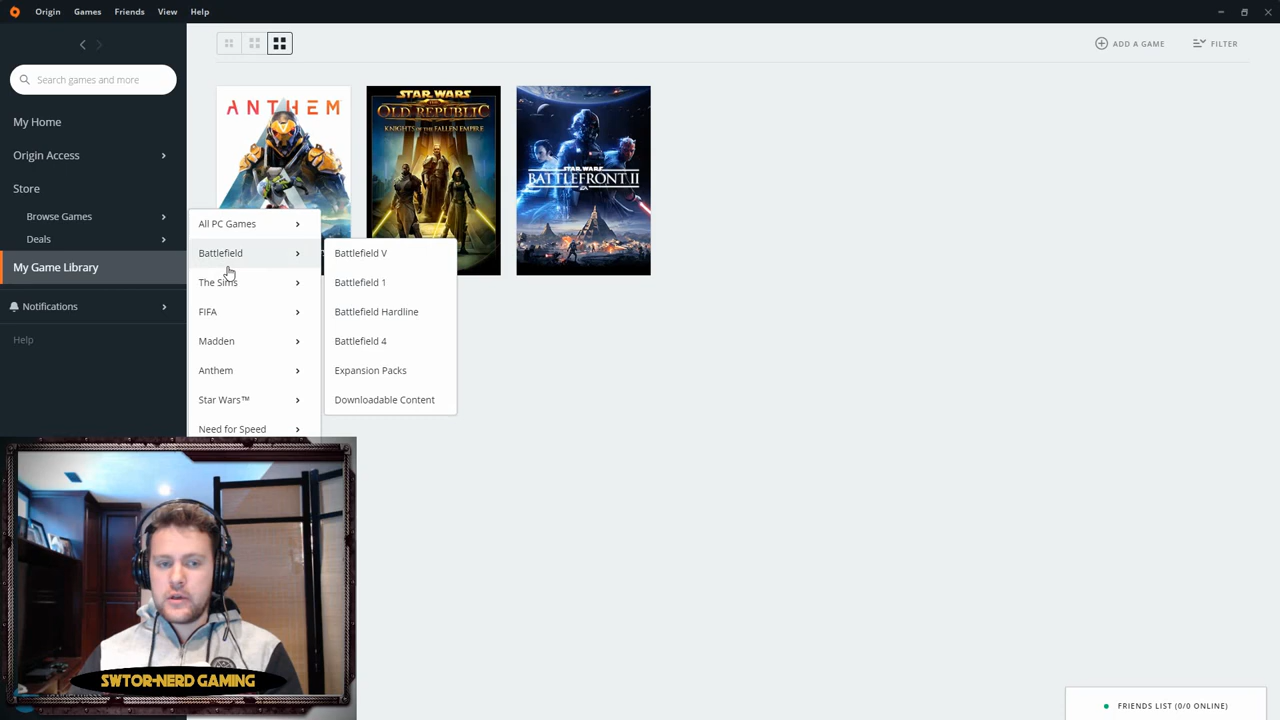 Origin Games Friends View Help
Search games and more
ADD A GAME
FILTER
My Home
Origin Access
Store
Browse Games
Deals
My Game Library
Notifications
Help
ANTHEM
STAR WARS
THE
OLD REPUBLIC
KNIGHTS OF THE FALLEN EMPIRE
STAR WARS
BATTLEFRONT II
EA
All PC Games
Battlefield
The Sims
FIFA
Madden
Anthem
Star Wars™
Need for Speed
Battlefield V
Battlefield 1
Battlefield Hardline
Battlefield 4
Expansion Packs
Downloadable Content
SWTOR-NERD GAMING
FRIENDS LIST (0/0 ONLINE)